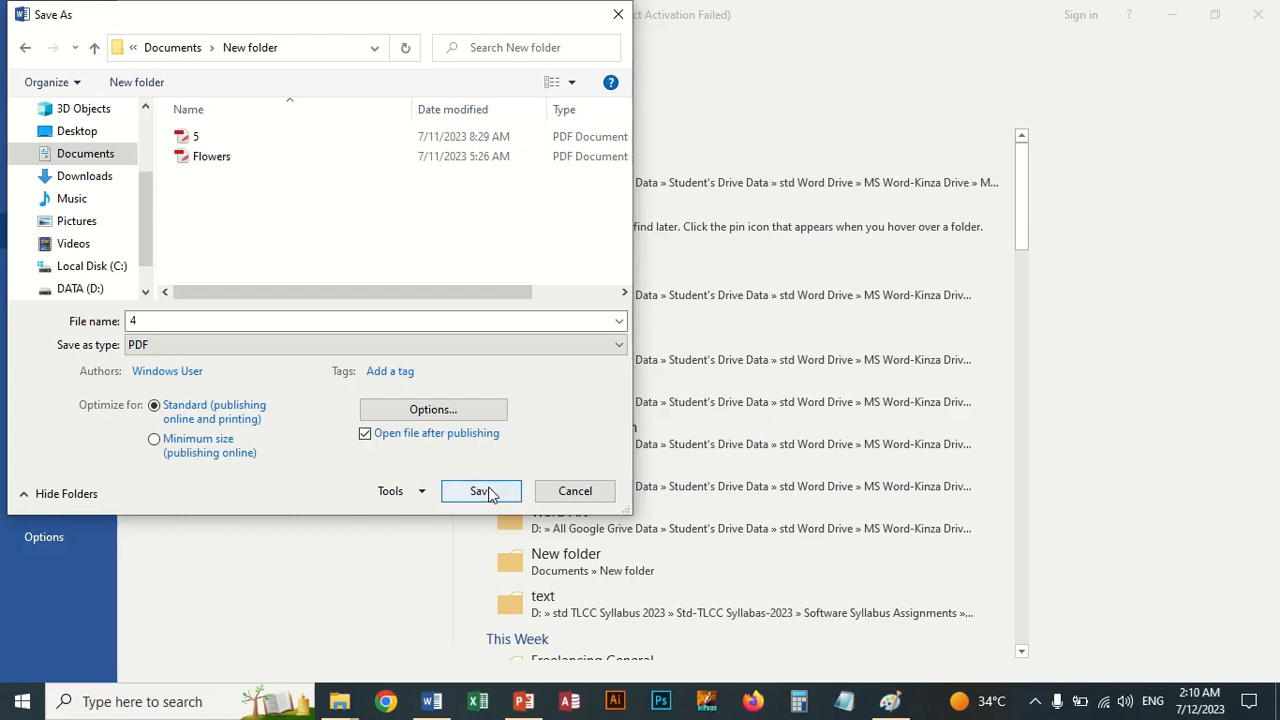 Save As
ct Activation Failed)
Sign in
?
«
Documents > New folder
Search New folder
Organize
New folder
?
3D Objects
Desktop
Documents
Downloads
Music
Pictures
Videos
Local Disk (C:)
DATA (D:)
Name
Date modified
Type
5
7/11/2023 8:29 AM
PDF Document
Flowers
7/11/2023 5:26 AM
PDF Document
File name:
4
Save as type:
PDF
Authors:
Windows User
Tags:
Add a tag
Optimize for:
Standard (publishing
online and printing)
Minimum size
(publishing online)
Options...
Open file after publishing
Hide Folders
Tools
Save
Cancel
Data » Student's Drive Data » std Word Drive » MS Word-Kinza Drive » M...
find later. Click the pin icon that appears when you hover over a folder.
Data » Student's Drive Data » std Word Drive » MS Word-Kinza Driv...
Data » Student's Drive Data » std Word Drive » MS Word-Kinza Driv...
Data » Student's Drive Data » std Word Drive » MS Word-Kinza Driv...
Data » Student's Drive Data » std Word Drive » MS Word-Kinza Driv...
Data » Student's Drive Data » std Word Drive » MS Word-Kinza Driv...
D: » All Google Grive Data » Student's Drive Data » std Word Drive » MS Word-Kinza Driv...
New folder
Documents » New folder
text
D: » std TLCC Syllabus 2023 » Std-TLCC Syllabas-2023 » Software Syllabus Assignments »...
This Week
Freelancing General
Options
Type here to search
34°C
ENG
2:10 AM
7/12/2023